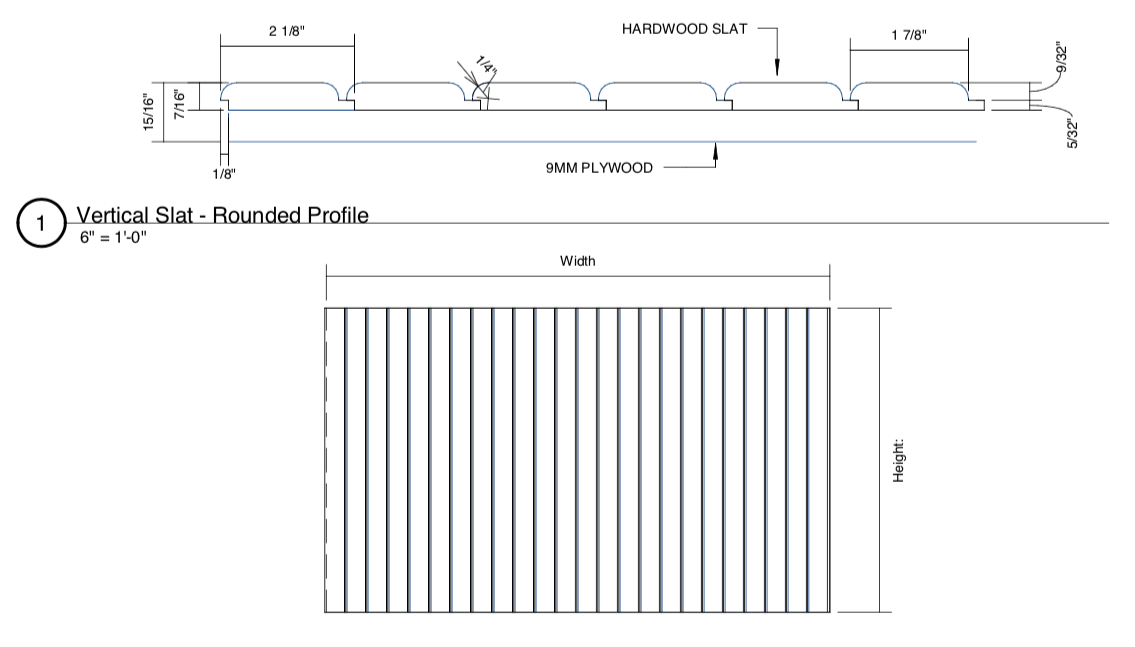 2 1/8"
HARDWOOD SLAT
1 7/8"
1/4"
9/32"
15/16"
7/16"
5/32"
9MM PLYWOOD
1/8"
1
Vertical Slat - Rounded Profile
6" = 1'-0"
Width
Height: